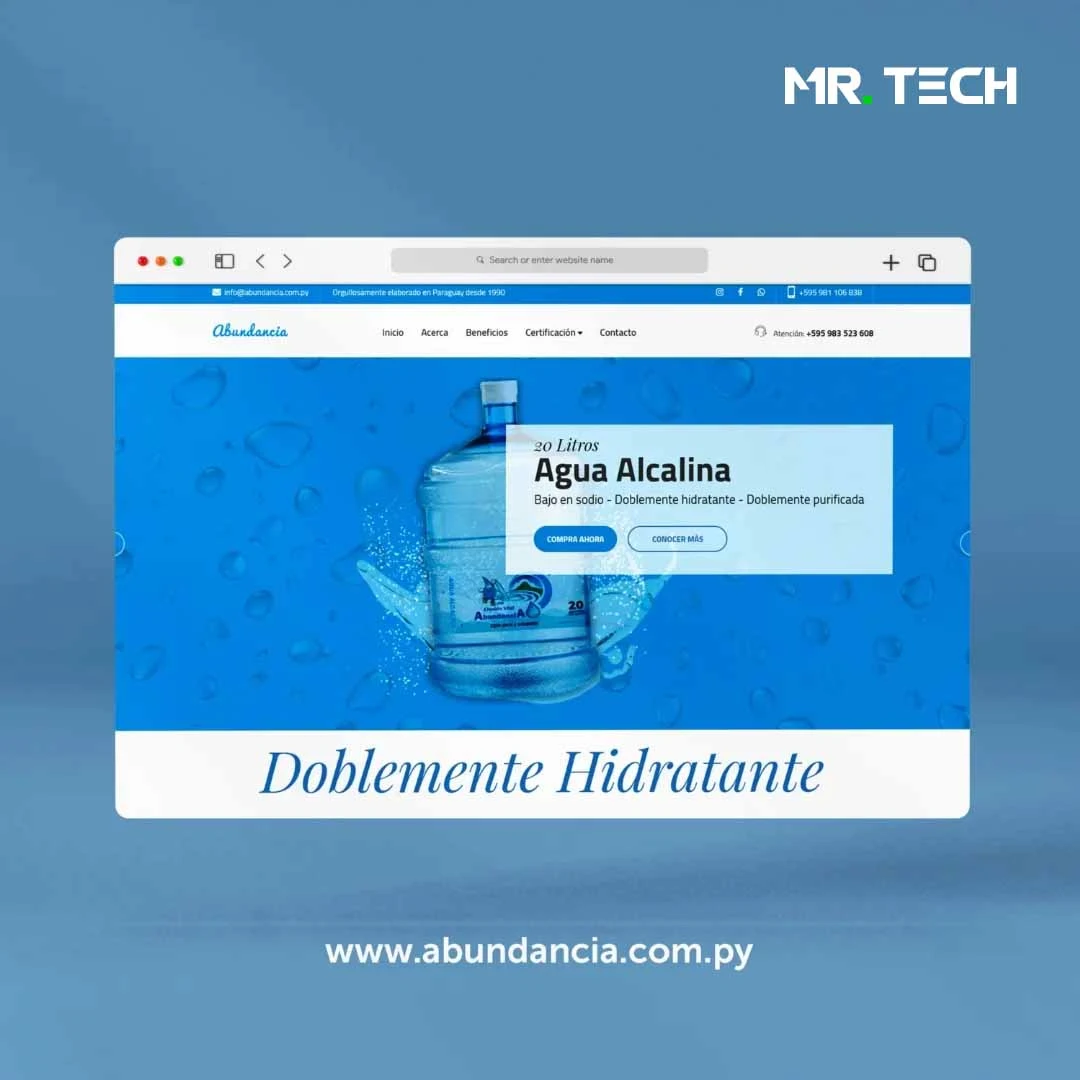 MR. TECH
Search or enter website name
info@abundancia.com.py Orgullosamente elaborado en Paraguay desde 1990 +595 981 106 838
Abundancia Inicio Acerca Beneficios Certificación Contacto Atención: +595 983 523 608
20 Litros
Agua Alcalina
Bajo en sodio - Doblemente hidratante - Doblemente purificada
COMPRA AHORA CONOCER MÁS
AbundanciA
20
Doblemente Hidratante
www.abundancia.com.py